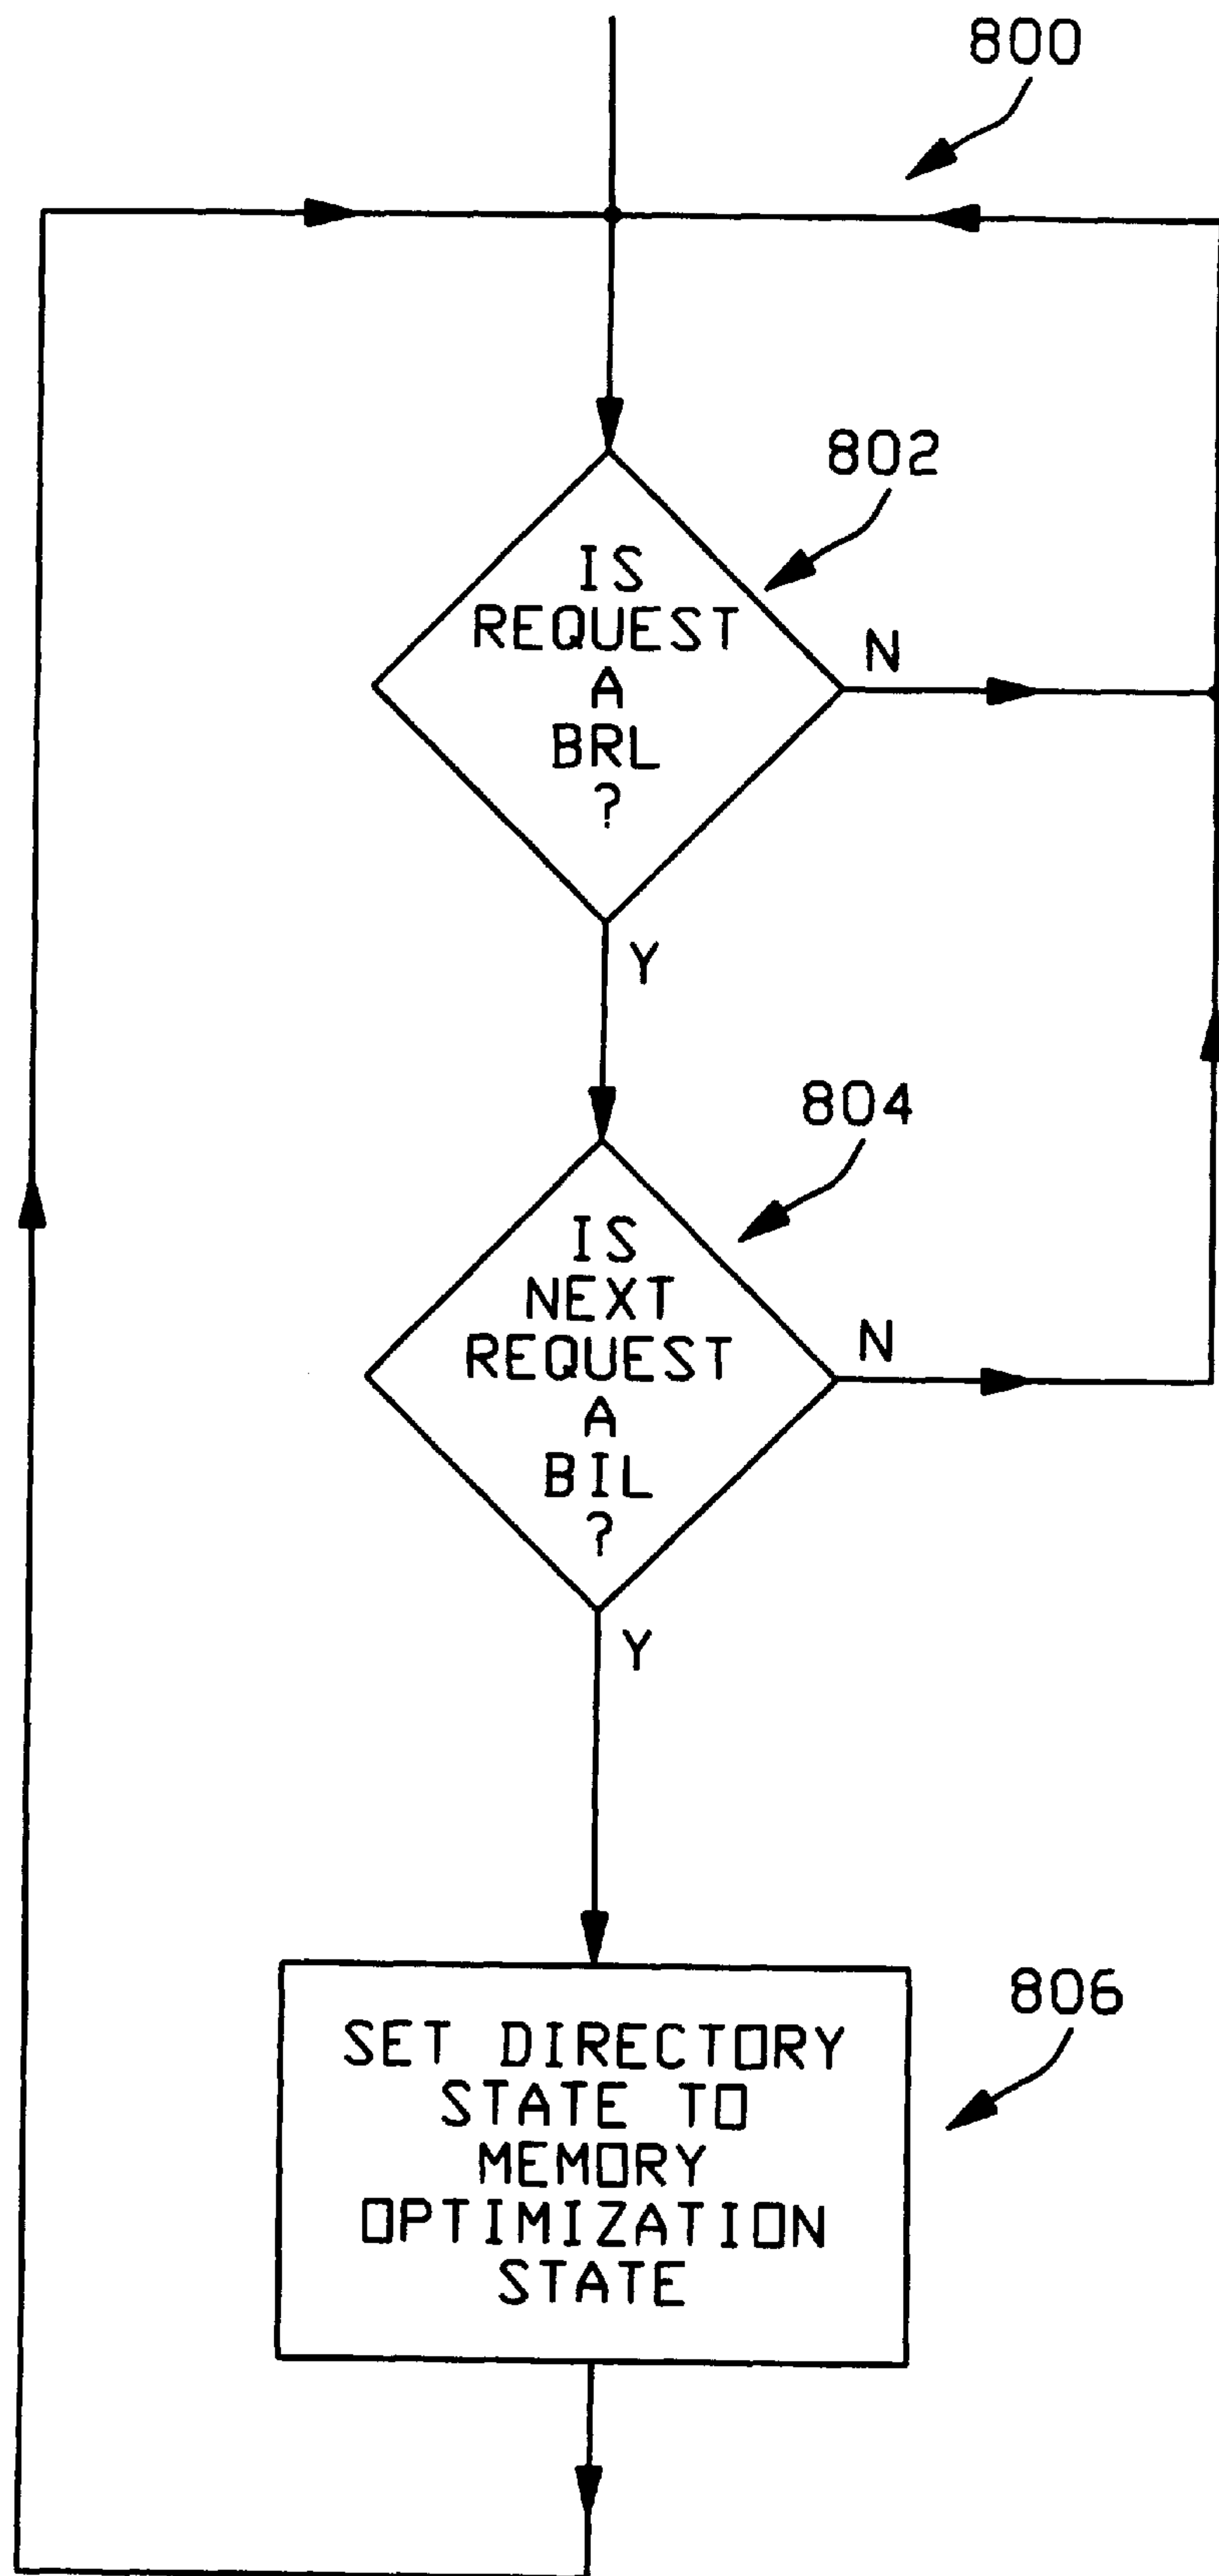 800
802
IS
REQUEST
A
BRL
?
N
Y
804
IS
NEXT
REQUEST
A
BIL
?
N
Y
806
SET DIRECTORY
STATE TO
MEMORY
OPTIMIZATION
STATE